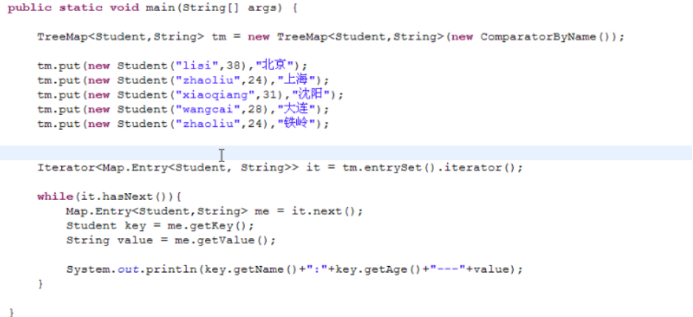 public static void main(String[] args) {
TreeMap<Student,String> tm = new TreeMap<Student,String>(new ComparatorByName());
tm.put(new Student("lisi",38),"北京");
tm.put(new Student("zhaoliu",24),"上海");
tm.put(new Student("xiaoqiang",31),"沈阳");
tm.put(new Student("wangcai",28),"大连");
tm.put(new Student("zhaoliu",24),"铁岭");
Iterator<Map.Entry<Student, String>> it = tm.entrySet().iterator();
while(it.hasNext()){
Map.Entry<Student,String> me = it.next();
Student key = me.getKey();
String value = me.getValue();
System.out.println(key.getName()+":"+key.getAge()+"---"+value);
}
}